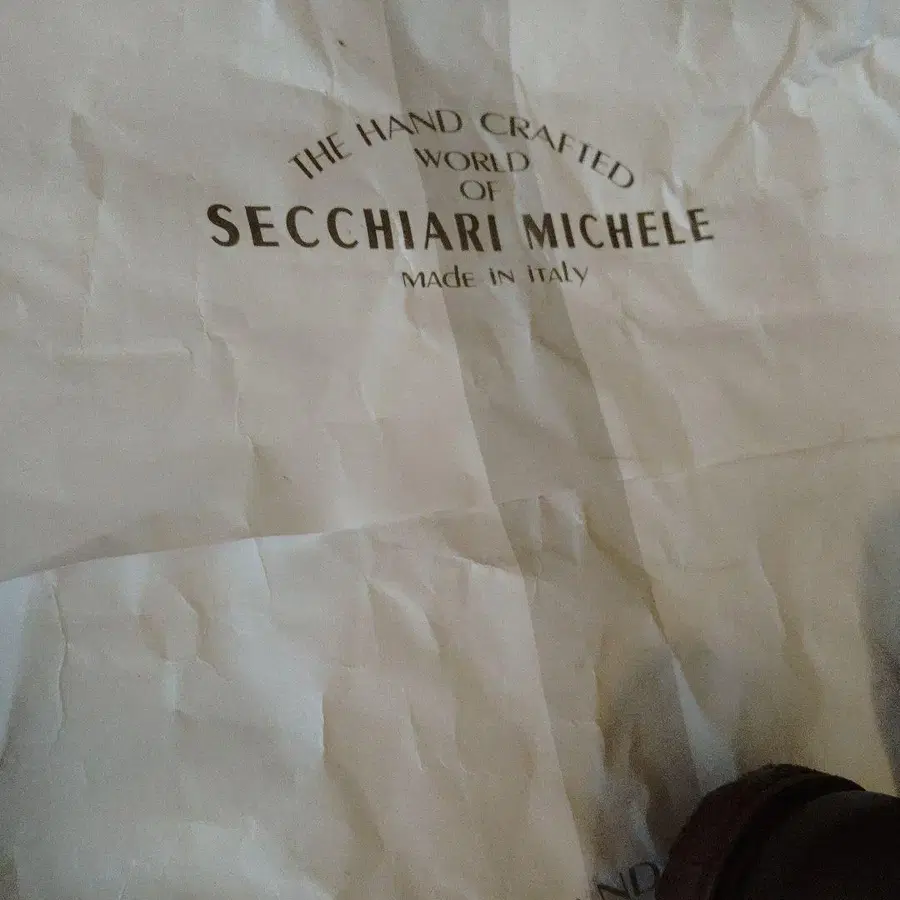 THE HAND CRAFTED
WORLD
OF
SECCHIARI MICHELE
MAdE IN ITALy